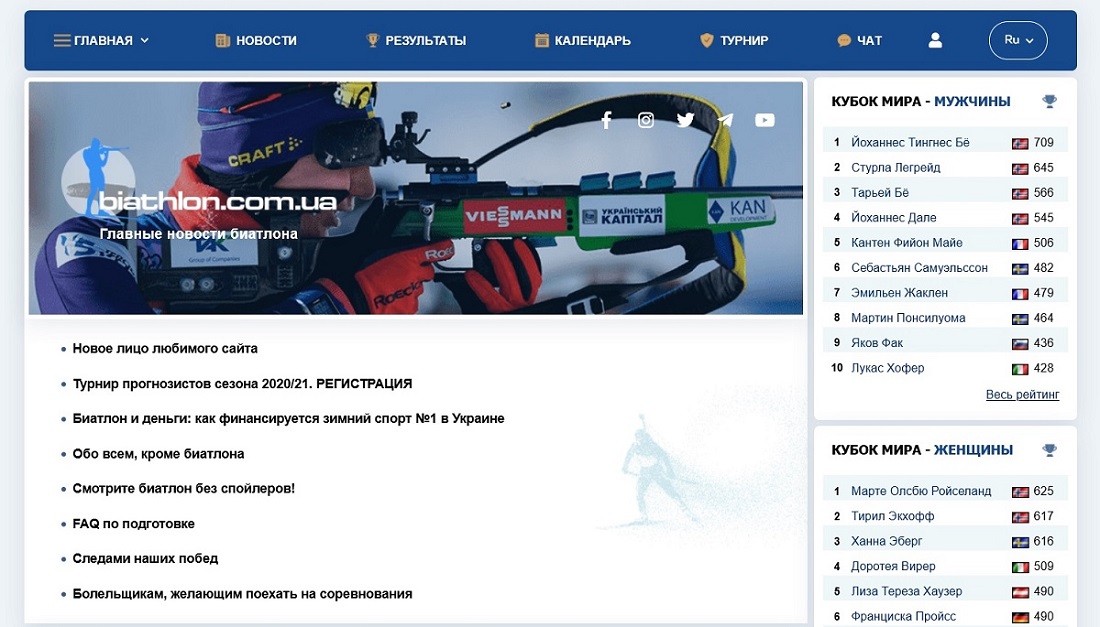 ГЛАВНАЯ
НОВОСТИ
РЕЗУЛЬТАТЫ
КАЛЕНДАРЬ
ТУРНИР
ЧАТ
Ru
CRAFT
biathlon.com.ua
Главные новости биатлона
VIESSMANN
УКРАЇНСЬКИЙ
КАПІТАЛ
KAN
DEVELOPMENT
Group of Companies
Roeckl
Новое лицо любимого сайта
Турнир прогнозистов сезона 2020/21. РЕГИСТРАЦИЯ
Биатлон и деньги: как финансируется зимний спорт №1 в Украине
Обо всем, кроме биатлона
Смотрите биатлон без спойлеров!
FAQ по подготовке
Следами наших побед
Болельщикам, желающим поехать на соревнования
КУБОК МИРА - МУЖЧИНЫ
1 Йоханнес Тингнес Бё 709
2 Стурла Легрейд 645
3 Тарьей Бё 566
4 Йоханнес Дале 545
5 Кантен Фийон Майе 506
6 Себастьян Самуэльссон 482
7 Эмильен Жаклен 479
8 Мартин Понсилуома 464
9 Яков Фак 436
10 Лукас Хофер 428
Весь рейтинг
КУБОК МИРА - ЖЕНЩИНЫ
1 Марте Олсбю Ройселанд 625
2 Тирил Экхофф 617
3 Ханна Эберг 616
4 Доротея Вирер 509
5 Лиза Тереза Хаузер 490
6 Франциска Пройсс 490